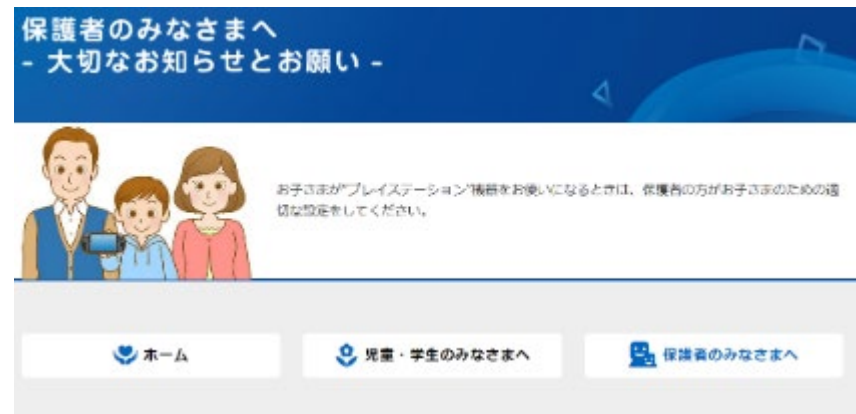 保護者のみなさまへ
- 大切なお知らせとお願い -
お子さまが"プレイステーション"機器をお使いになるときは、保護者の方がお子さまのための適
切な設定をしてください。
ホーム
児童・学生のみなさまへ
保護者のみなさまへ